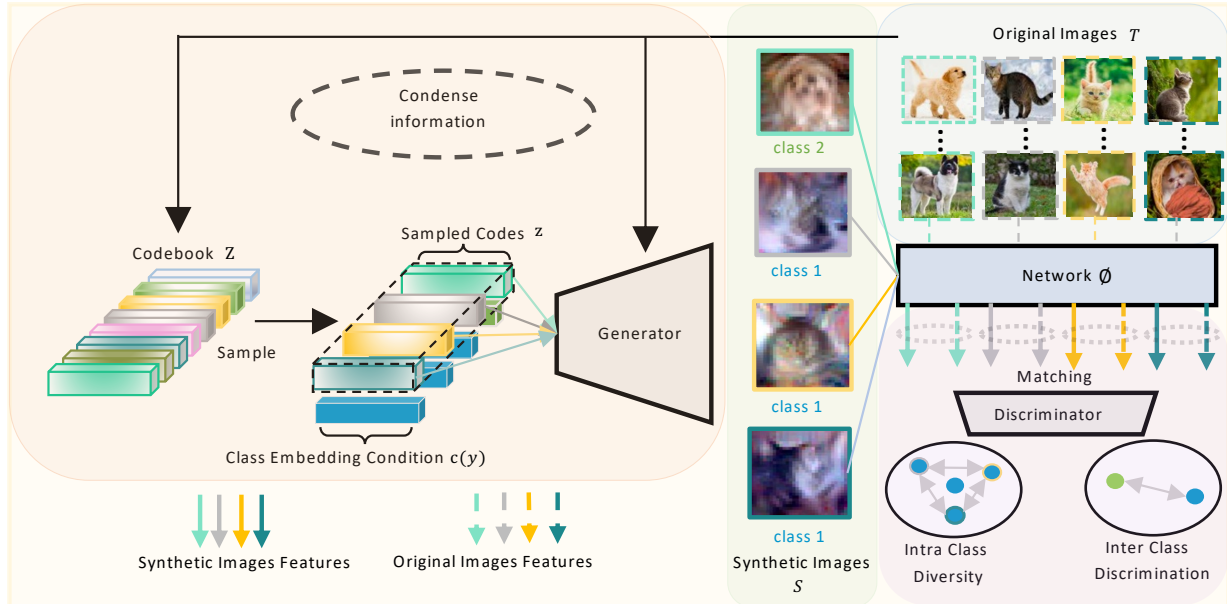 Original Images T
Condense
information
class 2
Codebook Z
Sampled Codes z
class 1
Network Ø
Generator
Sample
Matching
class 1
Discriminator
Class Embedding Condition c(y)
class 1
Synthetic Images Features
Original Images Features
Synthetic Images
S
Intra Class
Diversity
Inter Class
Discrimination